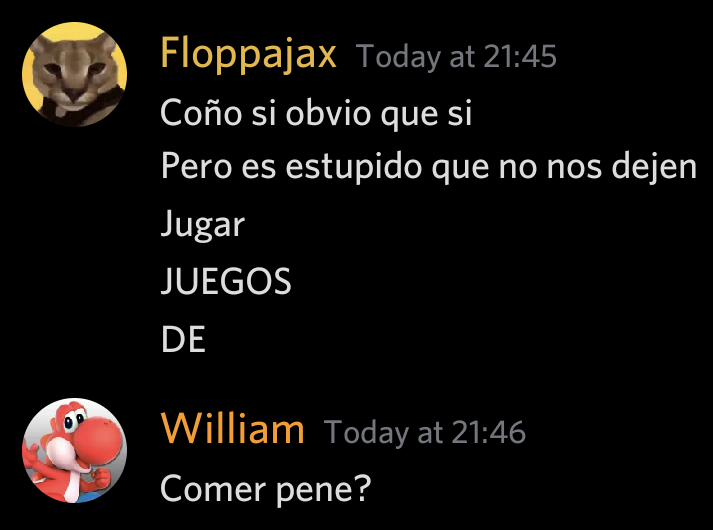 Floppajax Today at 21:45
Coño si obvio que si
Pero es estupido que no nos dejen
Jugar
JUEGOS
DE
William Today at 21:46
Comer pene?